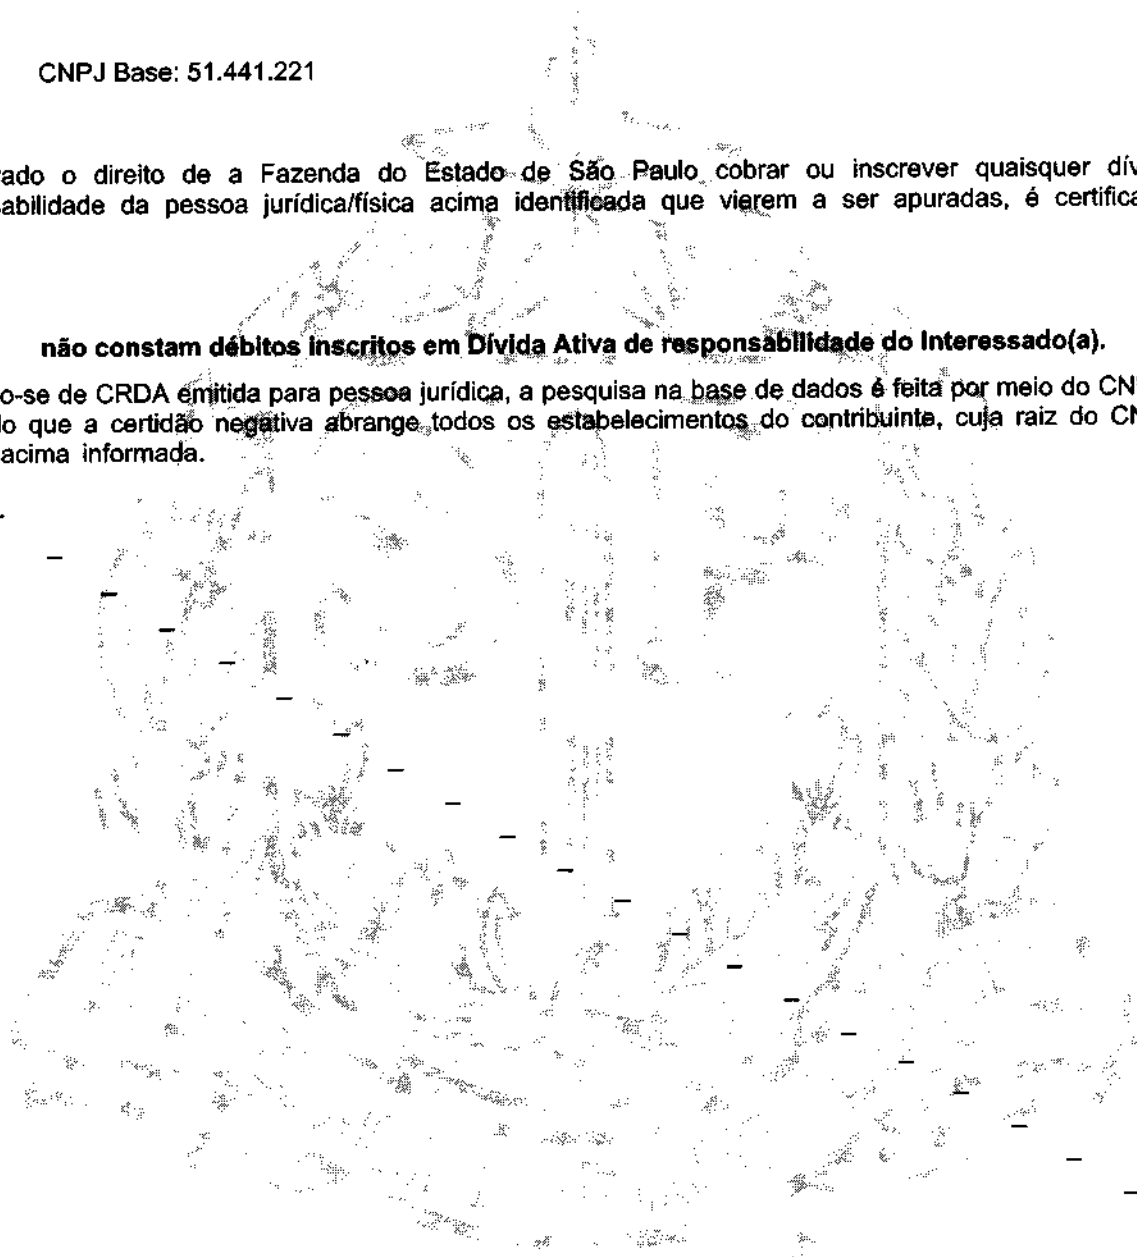 CNPJ Base: 51.441.221
rado o direito de a Fazenda do Estado de São Paulo cobrar ou inscrever quaisquer dív
sabilidade da pessoa jurídica/física acima identificada que vierem a ser apuradas, é certifica
não constam débitos inscritos em Dívida Ativa de responsabilidade do Interessado(a).
o-se de CRDA emitida para pessoa jurídica, a pesquisa na base de dados é feita por meio do CN
lo que a certidão negativa abrange todos os estabelecimentos do contribuinte, cuja raiz do CN
acima informada.